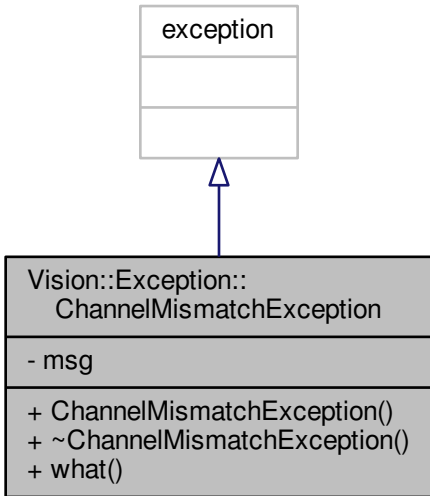 exception
Vision::Exception::
ChannelMismatchException
- msg
+ ChannelMismatchException()
+ ~ChannelMismatchException()
+ what()